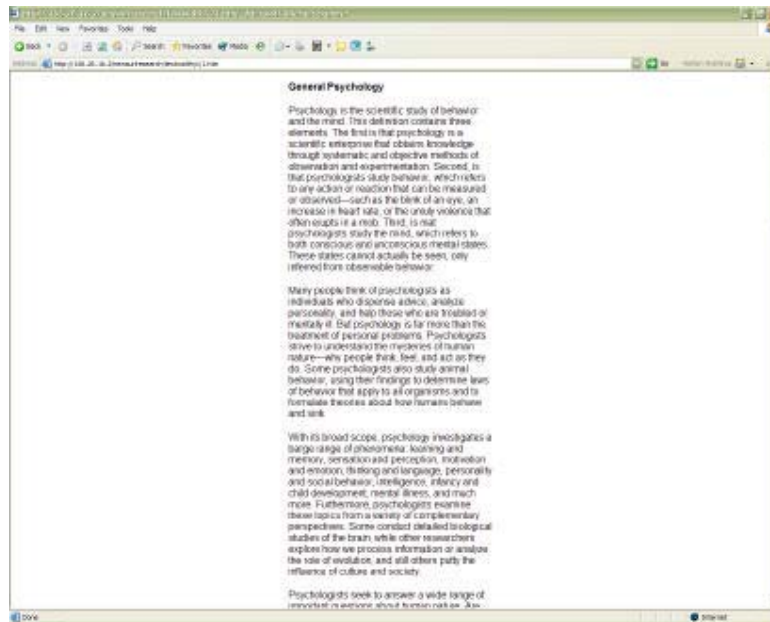 File Edit View Favorites Tools Help
Back Search Favorites Media
General Psychology
Psychology is the scientific study of behavior
and the mind. This definition contains three
elements. The first is that psychology is a
scientific enterprise that obtains knowledge
through systematic and objective methods of
observation and experimentation. Second, is
that psychologists study behavior, which refers
to any action or reaction that can be measured
or observed—such as the blink of an eye, an
increase in heart rate, or the unruly violence that
often erupts in a mob. Third, is mat
psychologists study the mind, which refers to
both conscious and unconscious mental states.
These states cannot actually be seen, only
inferred from observable behavior.
Many people think of psychologists as
individuals who dispense advice, analyze
personality, and help those who are troubled or
mentally ill. But psychology is far more than the
treatment of personal problems. Psychologists
strive to understand the mysteries of human
nature—why people think, feel, and act as they
do. Some psychologists also study animal
behavior, using their findings to determine laws
of behavior that apply to all organisms and to
formulate theories about how humans behave
and sink.
With its broad scope, psychology investigates a
barge range of phenomena: learning and
memory, sensation and perception, motivation
and emotion, thinking and language, personality
and social behavior, intelligence, infancy and
child development, mental illness, and much
more. Furthermore, psychologists examine
these topics from a variety of complementary
perspectives. Some conduct detailed biological
studies of the brain, while other researchers
explore how we process information or analyze
the role of evolution, and still others putty the
influence of culture and society.
Psychologists seek to answer a wide range of
important questions about human nature. Are
Done
Internet